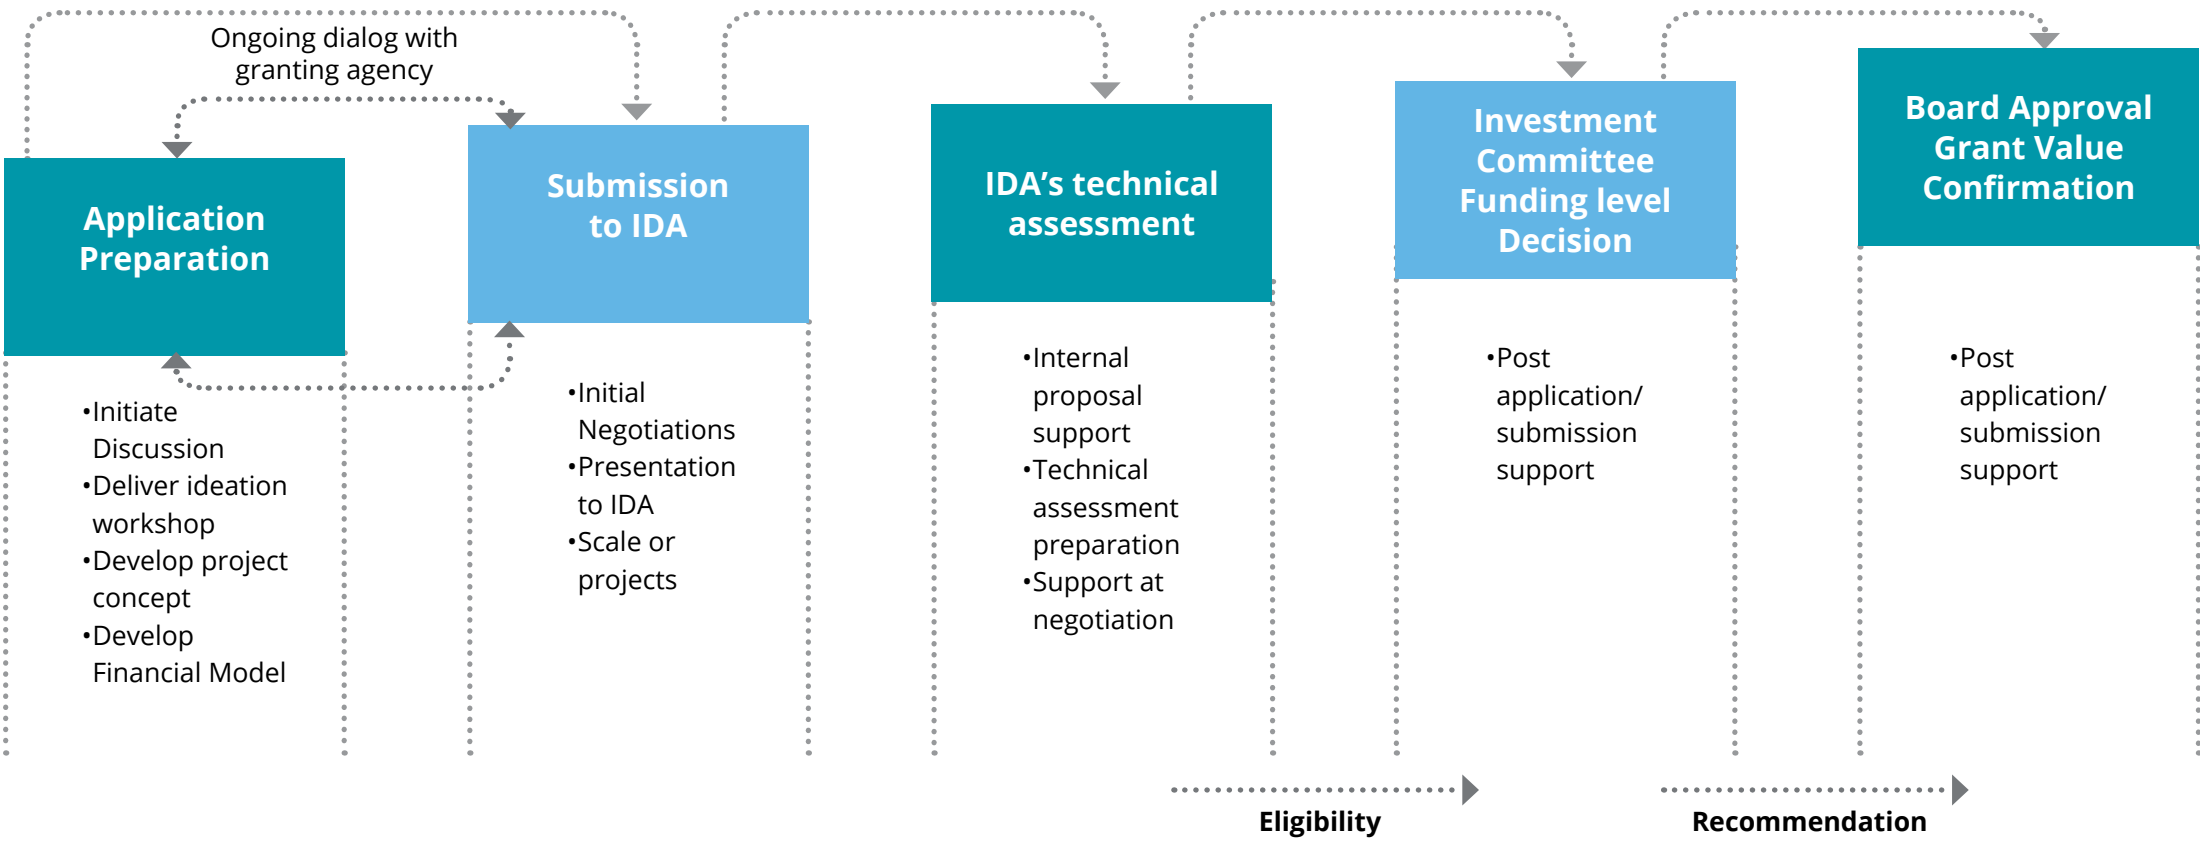 Ongoing dialog with
granting agency
Application
Preparation
•Initiate
Discussion
•Deliver ideation
workshop
•Develop project
concept
•Develop
Financial Model
Submission
to IDA
•Initial
Negotiations
•Presentation
to IDA
•Scale or
projects
IDA’s technical
assessment
•Internal
proposal
support
•Technical
assessment
preparation
•Support at
negotiation
Investment
Committee
Funding level
Decision
•Post
application/
submission
support
Board Approval
Grant Value
Confirmation
•Post
application/
submission
support
Eligibility
Recommendation